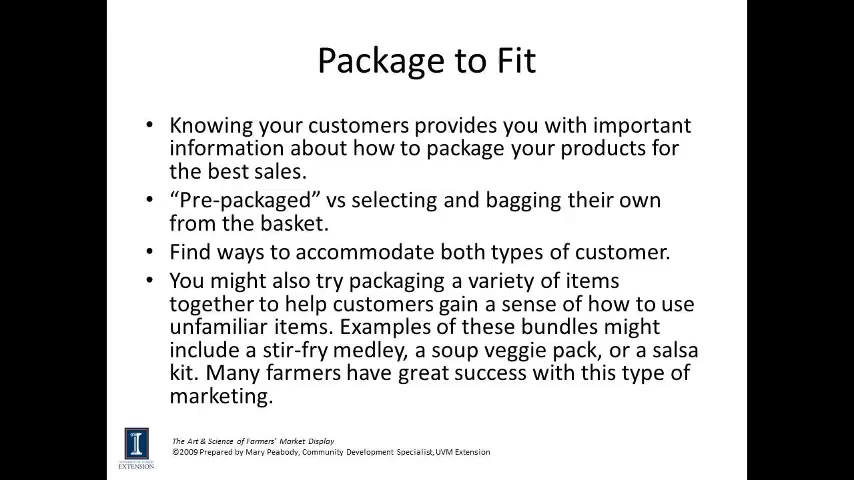 Package to Fit
• Knowing your customers provides you with important
information about how to package your products for
the best sales.
• “Pre-packaged” vs selecting and bagging their own
from the basket.
• Find ways to accommodate both types of customer.
• You might also try packaging a variety of items
together to help customers gain a sense of how to use
unfamiliar items. Examples of these bundles might
include a stir-fry medley, a soup veggie pack, or a salsa
kit. Many farmers have great success with this type of
marketing.
The Art & Science of Farmers' Market Display
©2009 Prepared by Mary Peabody, Community Development Specialist, UVM Extension
I
EXTENSION